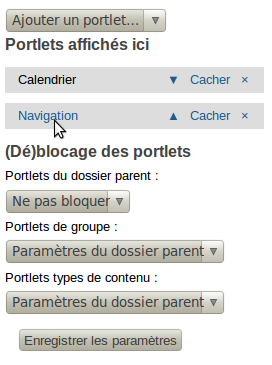 Ajouter un portlet...
Portlets affichés ici
Calendrier ▼ Cacher ×
Navigation ▲ Cacher ×
(Dé)blocage des portlets
Portlets du dossier parent :
Ne pas bloquer
Portlets de groupe :
Paramètres du dossier parent
Portlets types de contenu :
Paramètres du dossier parent
Enregistrer les paramètres